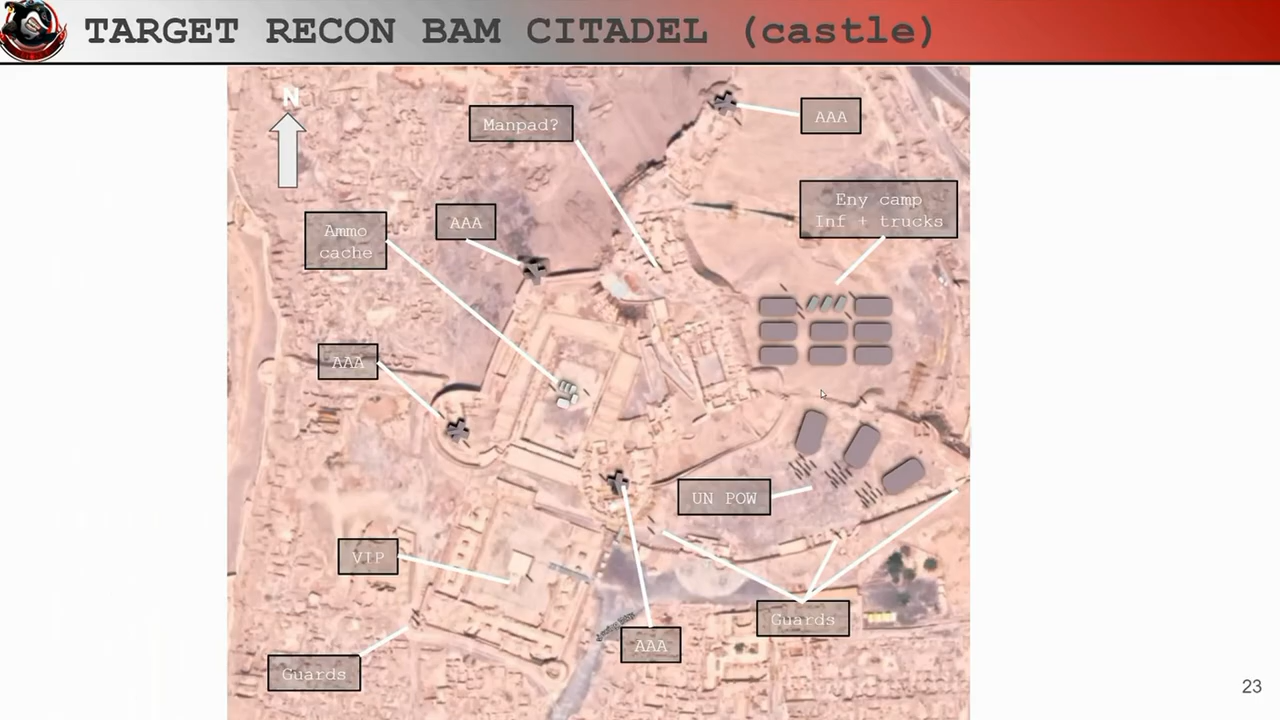 TARGET RECON BAM CITADEL (castle)
N
Manpad?
AAA
Eny camp
Inf + trucks
Ammo
cache
AAA
AAA
UN POW
VIP
Guards
AAA
Guards
23